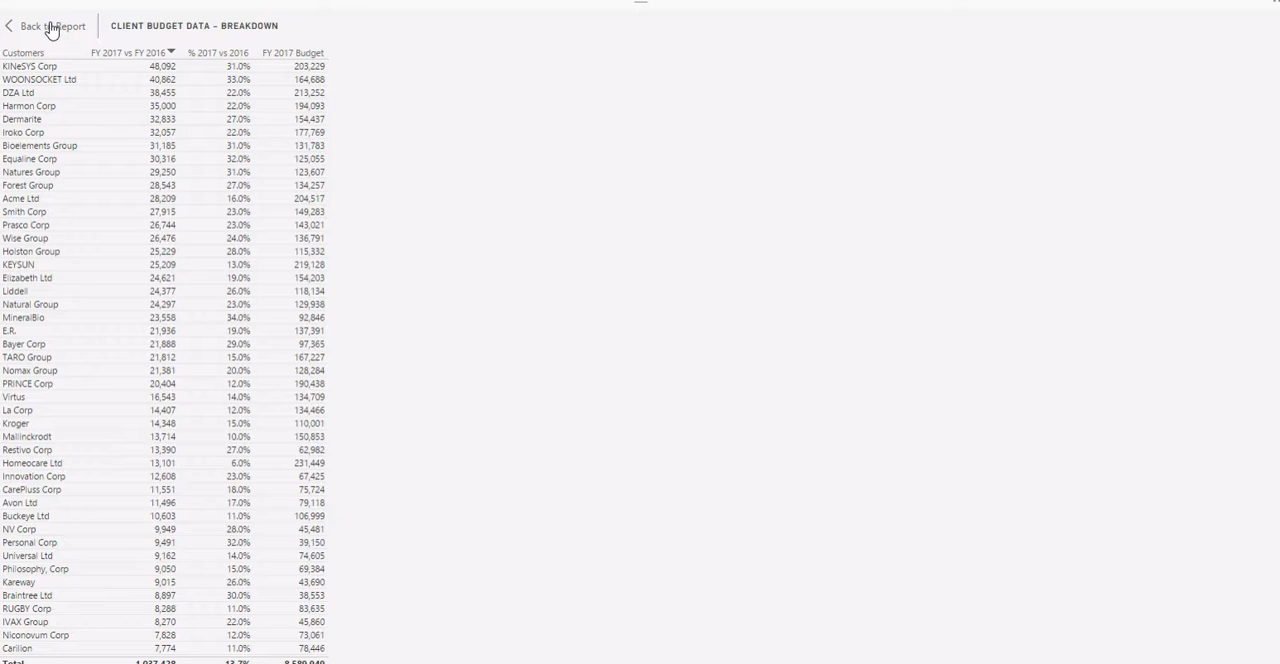 Back to Report CLIENT BUDGET DATA – BREAKDOWN
Customers FY 2017 vs FY 2016 % 2017 vs 2016 FY 2017 Budget
KINeSYS Corp 48,092 31.0% 203,229
WOONSOCKET Ltd 40,862 33.0% 164,688
DZA Ltd 38,455 22.0% 213,252
Harmon Corp 35,000 22.0% 194,093
Dermarite 32,833 27.0% 154,437
Iroko Corp 32,057 22.0% 177,769
Bioelements Group 31,185 31.0% 131,783
Equaline Corp 30,316 32.0% 125,055
Natures Group 29,250 31.0% 123,607
Forest Group 28,543 27.0% 134,257
Acme Ltd 28,209 16.0% 204,517
Smith Corp 27,915 23.0% 149,283
Prasco Corp 26,744 23.0% 143,021
Wise Group 26,476 24.0% 136,791
Holston Group 25,229 28.0% 115,332
KEYSUN 25,209 13.0% 219,128
Elizabeth Ltd 24,621 19.0% 154,203
Liddell 24,377 26.0% 118,134
Natural Group 24,297 23.0% 129,938
MineralBio 23,558 34.0% 92,846
E.R. 21,936 19.0% 137,391
Bayer Corp 21,888 29.0% 97,365
TARO Group 21,812 15.0% 167,227
Nomax Group 21,381 20.0% 128,284
PRINCE Corp 20,404 12.0% 190,438
Virtus 16,543 14.0% 134,709
La Corp 14,407 12.0% 134,466
Kroger 14,348 15.0% 110,001
Mallinckrodt 13,714 10.0% 150,853
Restivo Corp 13,390 27.0% 62,982
Homeocare Ltd 13,101 6.0% 231,449
Innovation Corp 12,608 23.0% 67,425
CarePluss Corp 11,551 18.0% 75,724
Avon Ltd 11,496 17.0% 79,118
Buckeye Ltd 10,603 11.0% 106,999
NV Corp 9,949 28.0% 45,481
Personal Corp 9,491 32.0% 39,150
Universal Ltd 9,162 14.0% 74,605
Philosophy, Corp 9,050 15.0% 69,384
Kareway 9,015 26.0% 43,690
Braintree Ltd 8,897 30.0% 38,553
RUGBY Corp 8,288 11.0% 83,635
IVAX Group 8,270 22.0% 45,860
Niconovum Corp 7,828 12.0% 73,061
Carilion 7,774 11.0% 78,446
Total 1,037,428 13.7% 8,589,949